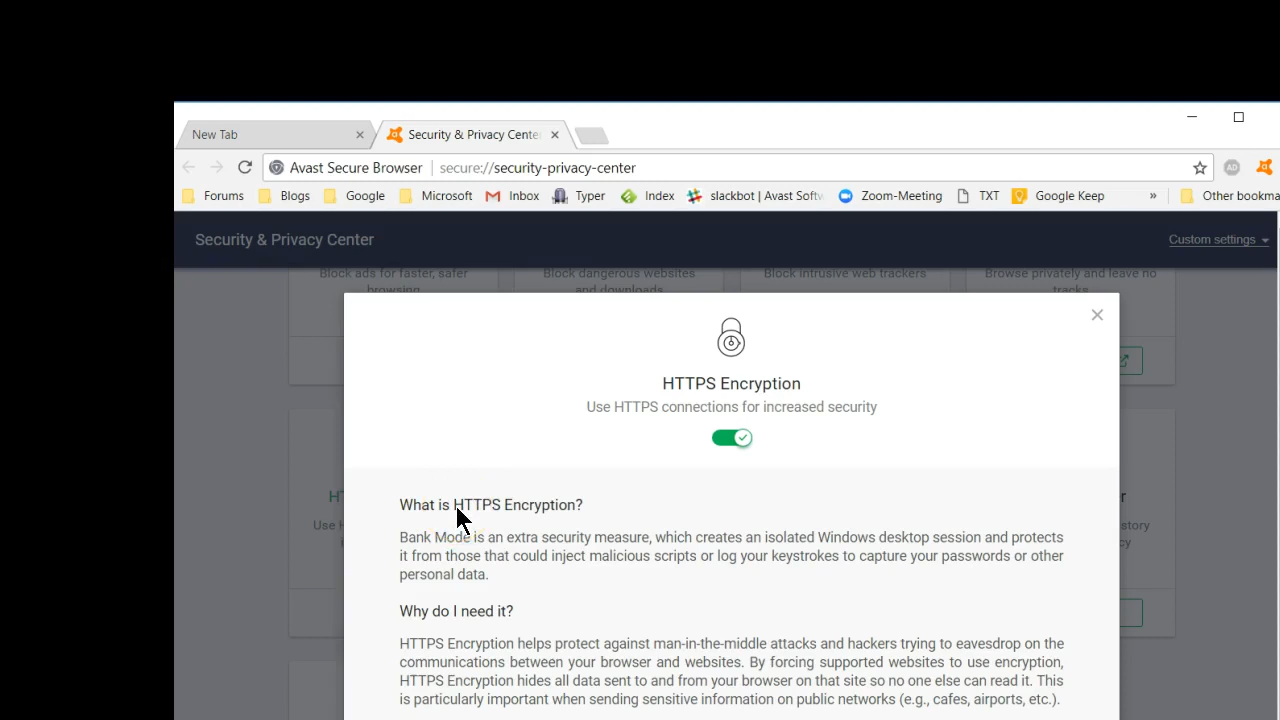 New Tab
Security & Privacy Cente
Avast Secure Browser secure://security-privacy-center
AD
Forums Blogs Google Microsoft Inbox Typer Index slackbot | Avast Softw Zoom-Meeting TXT Google Keep » Other bookma
Security & Privacy Center Custom settings
Block ads for faster, safer Block dangerous websites Block intrusive web trackers Browse privately and leave no
browsing. and downloads. tracks.
HTTPS Encryption
Use HTTPS connections for increased security
What is HTTPS Encryption?
Bank Mode is an extra security measure, which creates an isolated Windows desktop session and protects
it from those that could inject malicious scripts or log your keystrokes to capture your passwords or other
personal data.
Why do I need it?
HTTPS Encryption helps protect against man-in-the-middle attacks and hackers trying to eavesdrop on the
communications between your browser and websites. By forcing supported websites to use encryption,
HTTPS Encryption hides all data sent to and from your browser on that site so no one else can read it. This
is particularly important when sending sensitive information on public networks (e.g., cafes, airports, etc.).